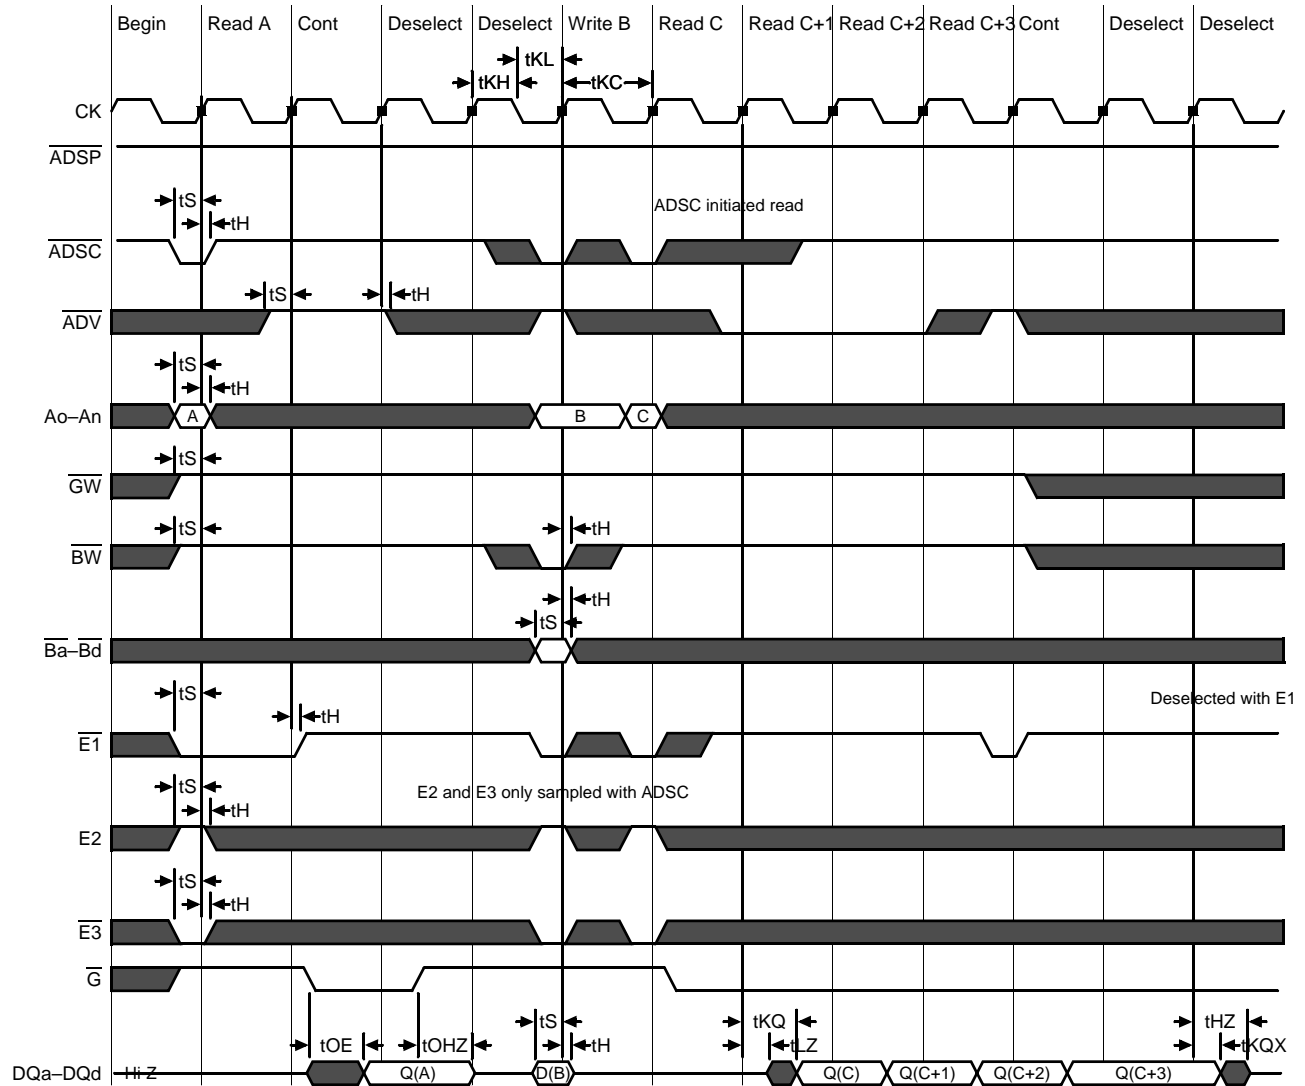 Begin Read A Cont Deselect Deselect Write B Read C Read C+1 Read C+2 Read C+3 Cont Deselect Deselect
tKL
tKH tKC
CK
ADSP
tS
tH
ADSC initiated read
ADSC
tS tH
ADV
tS
tH
Ao–An A B C
tS
GW
tS tH
BW
tH
tS
Ba–Bd
tS
Deselected with E1
tH
E1
tS
E2 and E3 only sampled with ADSC
tH
E2
tS
tH
E3
G
tS tKQ tHZ
tOE tOHZ tH tLZ tKQX
DQa–DQd Hi-Z Q(A) D(B) Q(C) Q(C+1) Q(C+2) Q(C+3)